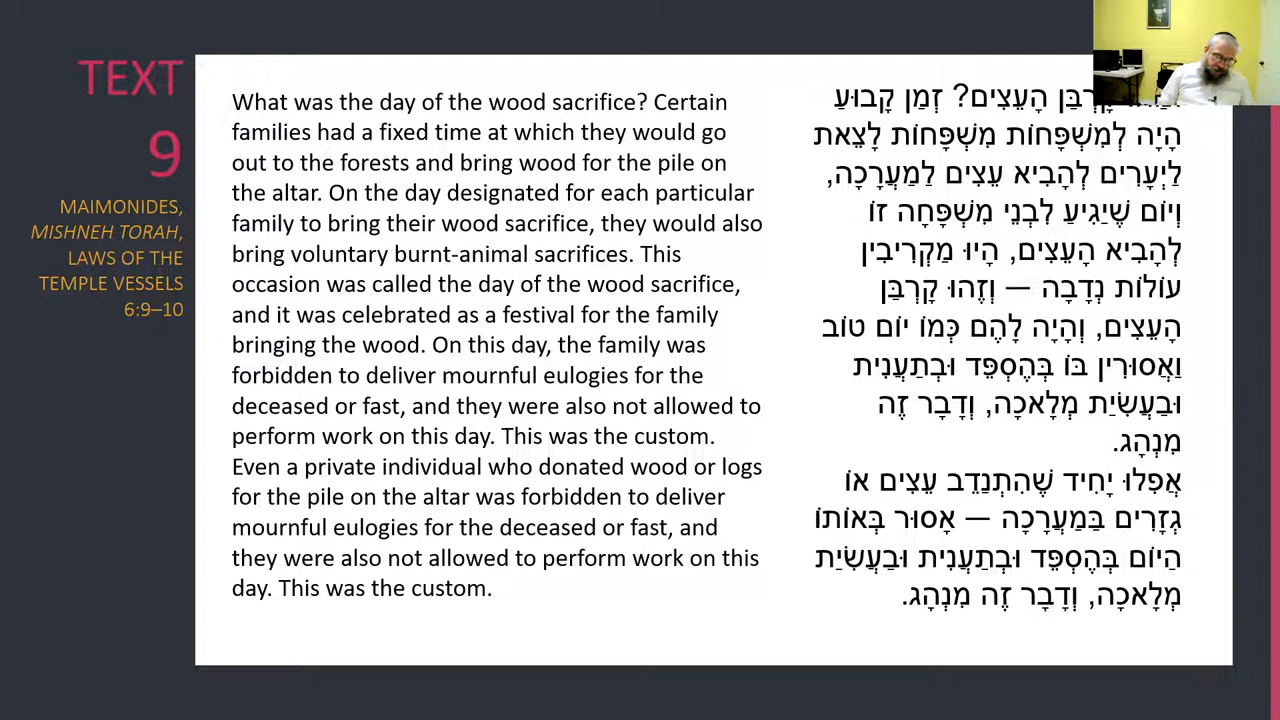 TEXT
9
MAIMONIDES,
MISHNEH TORAH,
LAWS OF THE
TEMPLE VESSELS
6:9–10
What was the day of the wood sacrifice? Certain
families had a fixed time at which they would go
out to the forests and bring wood for the pile on
the altar. On the day designated for each particular
family to bring their wood sacrifice, they would also
bring voluntary burnt-animal sacrifices. This
occasion was called the day of the wood sacrifice,
and it was celebrated as a festival for the family
bringing the wood. On this day, the family was
forbidden to deliver mournful eulogies for the
deceased or fast, and they were also not allowed to
perform work on this day. This was the custom.
Even a private individual who donated wood or logs
for the pile on the altar was forbidden to deliver
mournful eulogies for the deceased or fast, and
they were also not allowed to perform work on this
day. This was the custom.
קָרְבַּן הָעֵצִים? זְמַן קָבוּעַ
הָיָה לְמִשְׁפָּחוֹת מִשְׁפָּחוֹת לָצֵאת
לַיְּעָרִים לְהָבִיא עֵצִים לַמַּעֲרָכָה,
וְיוֹם שֶׁיַּגִּיעַ לִבְנֵי מִשְׁפָּחָה זוֹ
לְהָבִיא הָעֵצִים, הָיוּ מַקְרִיבִין
עוֹלוֹת נְדָבָה — וְזֶהוּ קָרְבַּן
הָעֵצִים, וְהָיָה לָהֶם כְּמוֹ יוֹם טוֹב
וַאֲסוּרִין בּוֹ בְּהֶסְפֵּד וּבְתַעֲנִית
וּבַעֲשִׂיַּת מְלָאכָה, וְדָבָר זֶה
מִנְהָג.
אֲפִלוּ יָחִיד שֶׁהִתְנַדֵּב עֵצִים אוֹ
גְזָרִים בַּמַּעֲרָכָה — אָסוּר בְּאוֹתוֹ
הַיּוֹם בְּהֶסְפֵּד וּבְתַעֲנִית וּבַעֲשִׂיַּת
מְלָאכָה, וְדָבָר זֶה מִנְהָג.